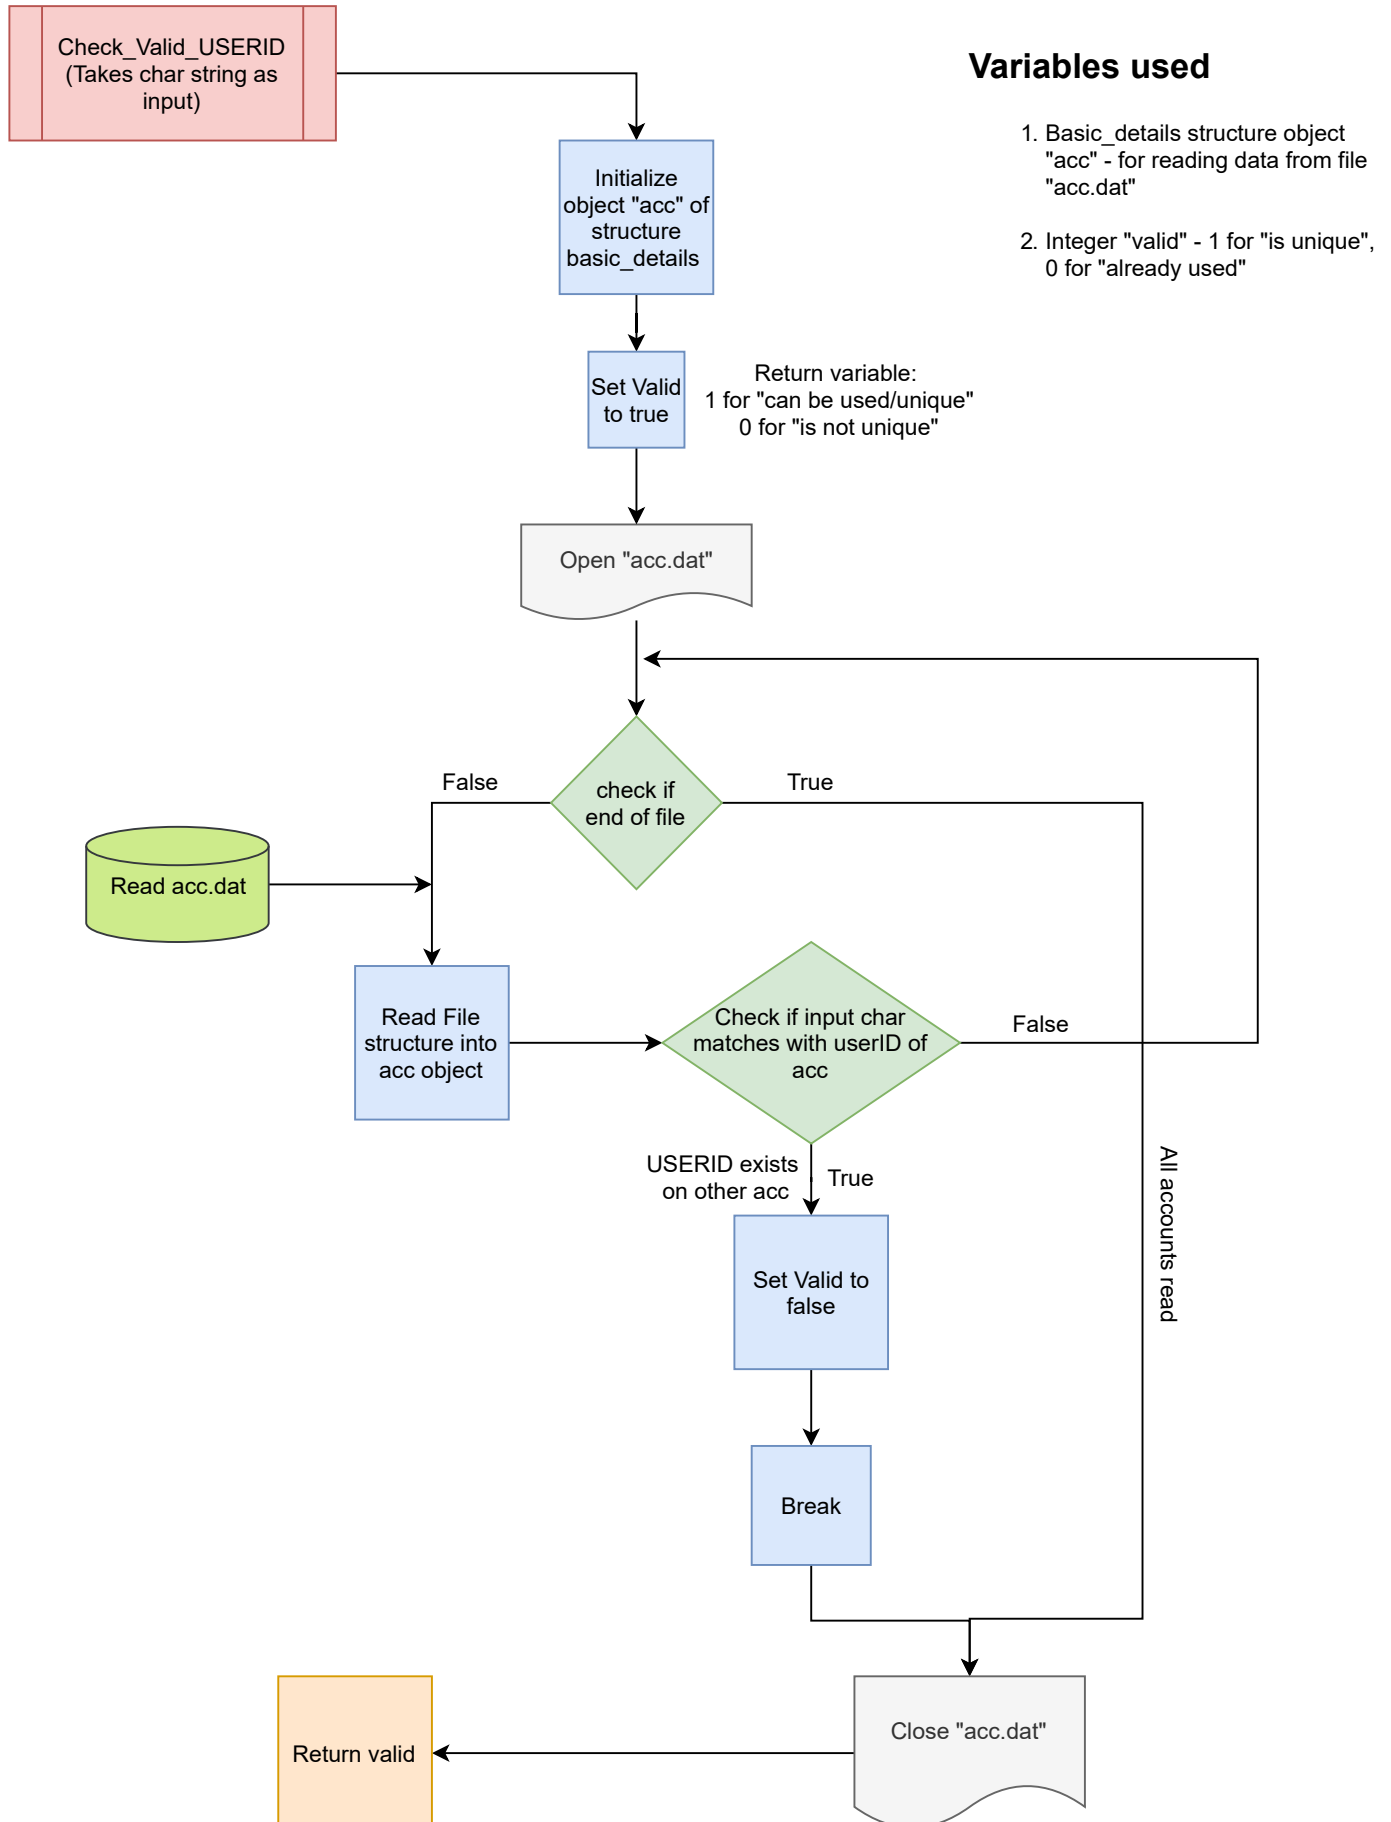 Check_Valid_USERID
(Takes char string as
input)
Variables used
1. Basic_details structure object
"acc" - for reading data from file
"acc.dat"
2. Integer "valid" - 1 for "is unique",
0 for "already used"
Initialize
object "acc" of
structure
basic_details
Set Valid
to true
Return variable:
1 for "can be used/unique"
0 for "is not unique"
Open "acc.dat"
check if
end of file
False
True
Read acc.dat
Read File
structure into
acc object
Check if input char
matches with userID of
acc
False
USERID exists
on other acc
True
All accounts read
Set Valid to
false
Break
Close "acc.dat"
Return valid